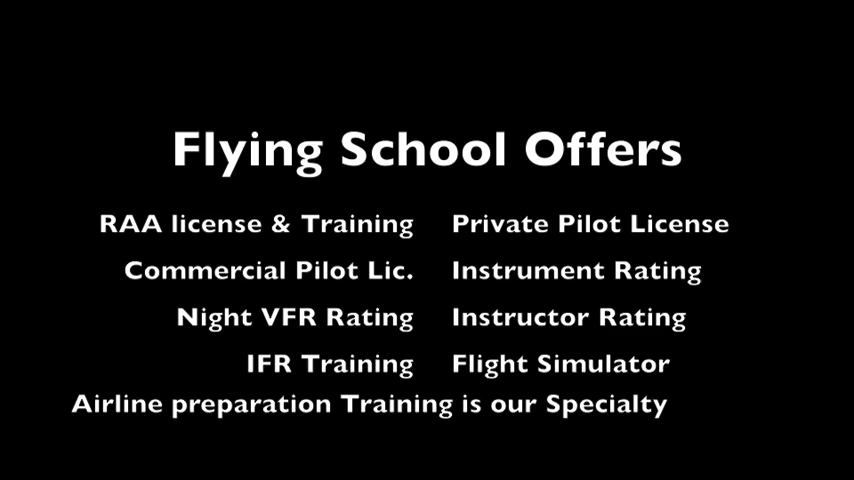 Flying School Offers
RAA license & Training Private Pilot License
Commercial Pilot Lic. Instrument Rating
Night VFR Rating Instructor Rating
IFR Training Flight Simulator
Airline preparation Training is our Specialty